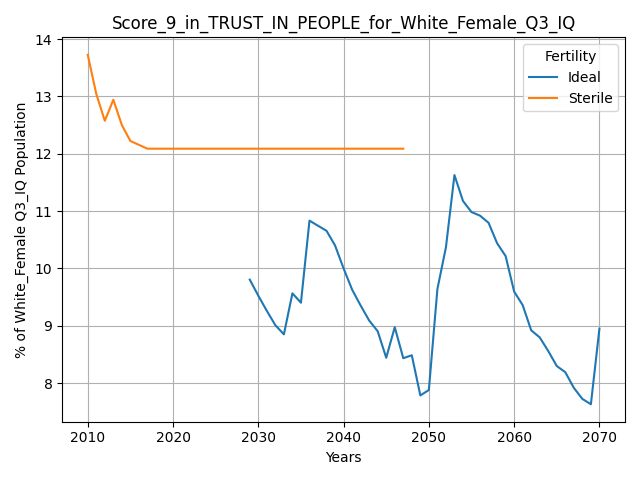 Score_9_in_TRUST_IN_PEOPLE_for_White_Female_Q3_IQ
Fertility
Ideal
Sterile
% of White_Female Q3_IQ Population
14
13
12
11
10
9
8
2010 2020 2030 2040 2050 2060 2070
Years